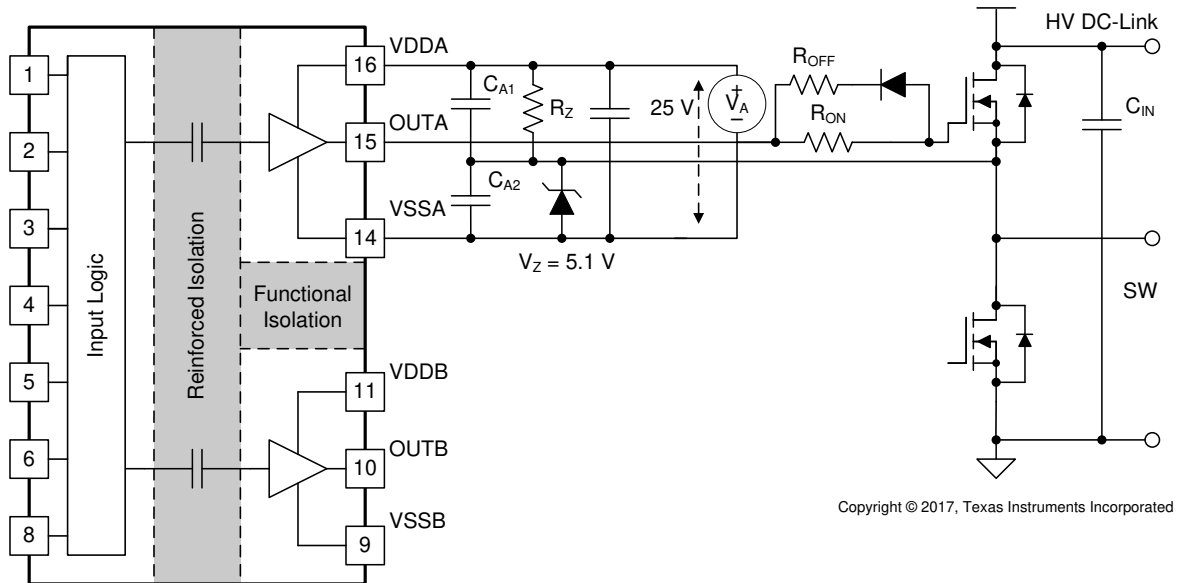 1
2
3
4
5
6
8
Input Logic
Reinforced Isolation
Functional
Isolation
16
15
14
11
10
9
VDDA
OUTA
VSSA
VDDB
OUTB
VSSB
C_A1
R_Z
C_A2
V_Z = 5.1 V
25 V
+
V_A
−
R_OFF
R_ON
HV DC-Link
C_IN
SW
Copyright © 2017, Texas Instruments Incorporated